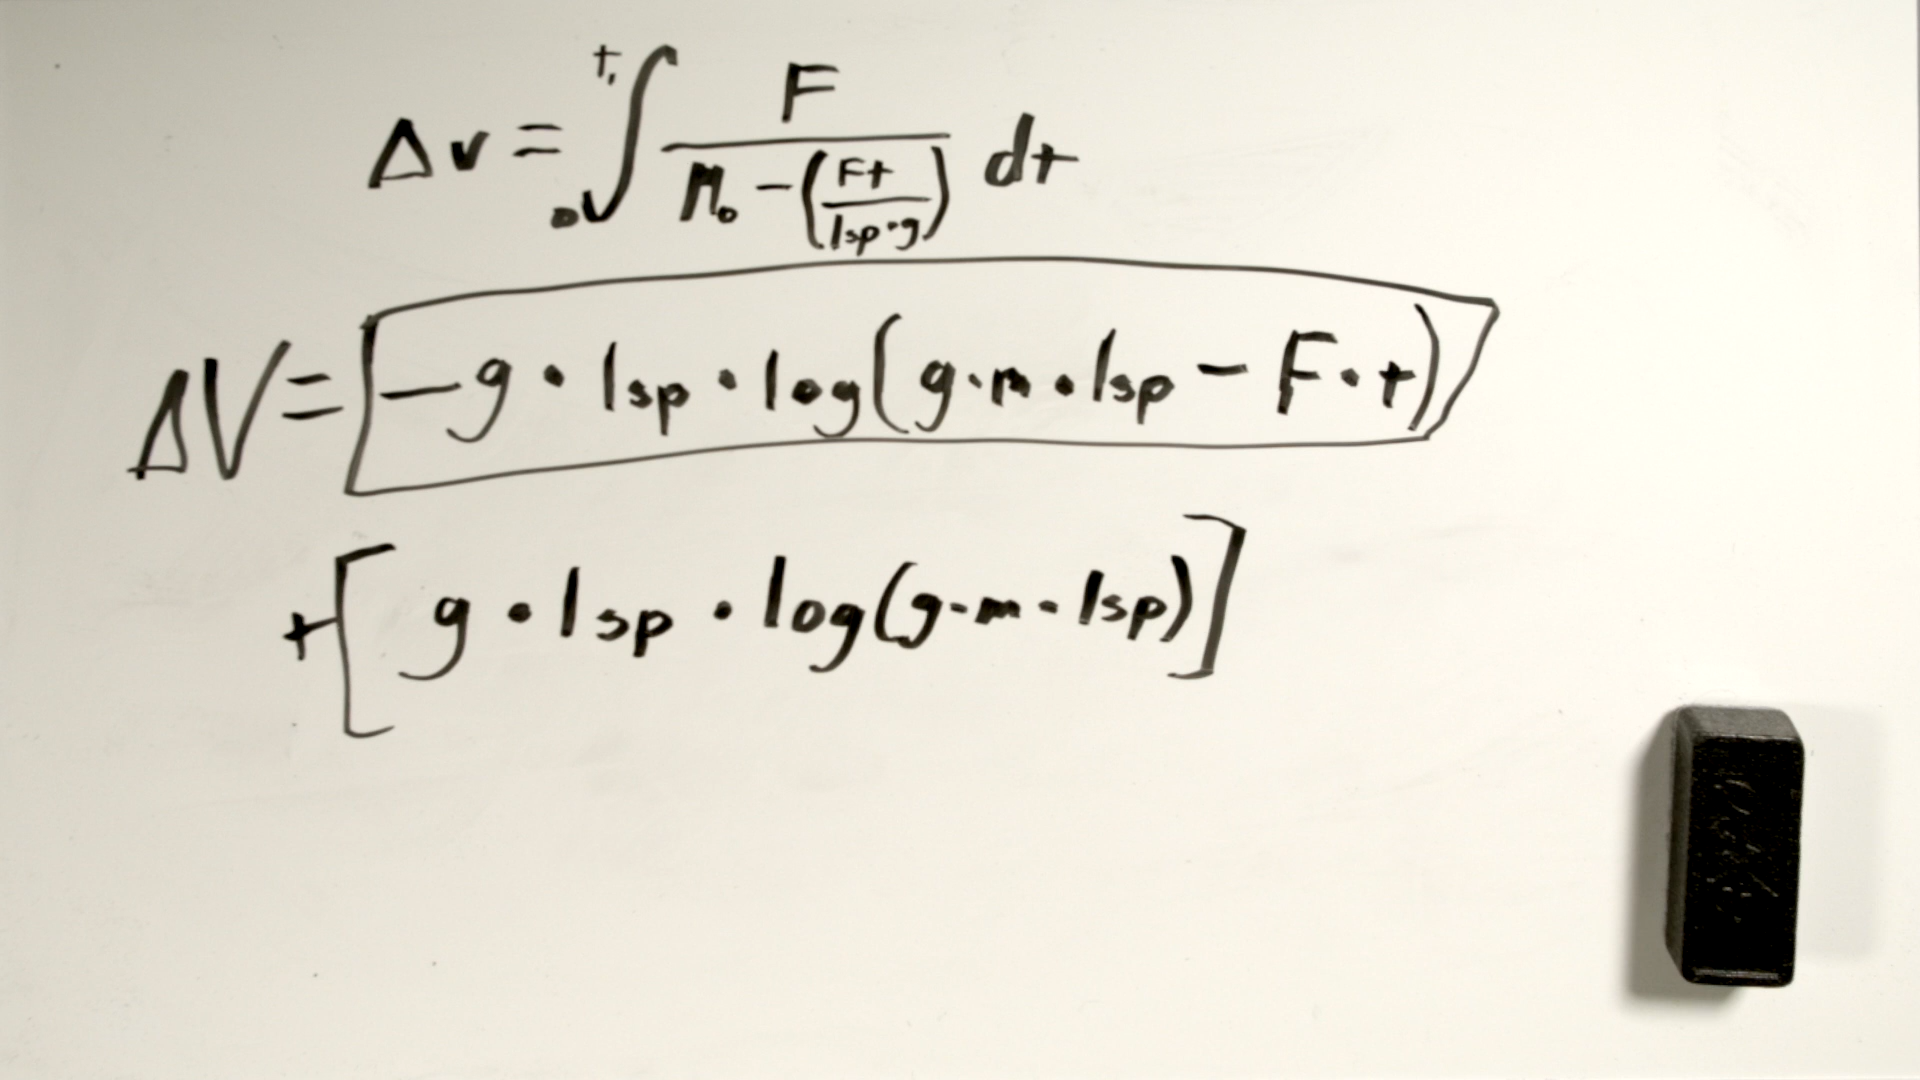 Δv = ∫₀^t₁ F / (M₀ - (Ft / Isp·g)) dt
ΔV = -g · Isp · log(g·m·Isp - F·t)
+[g · Isp · log(g·m·Isp)]